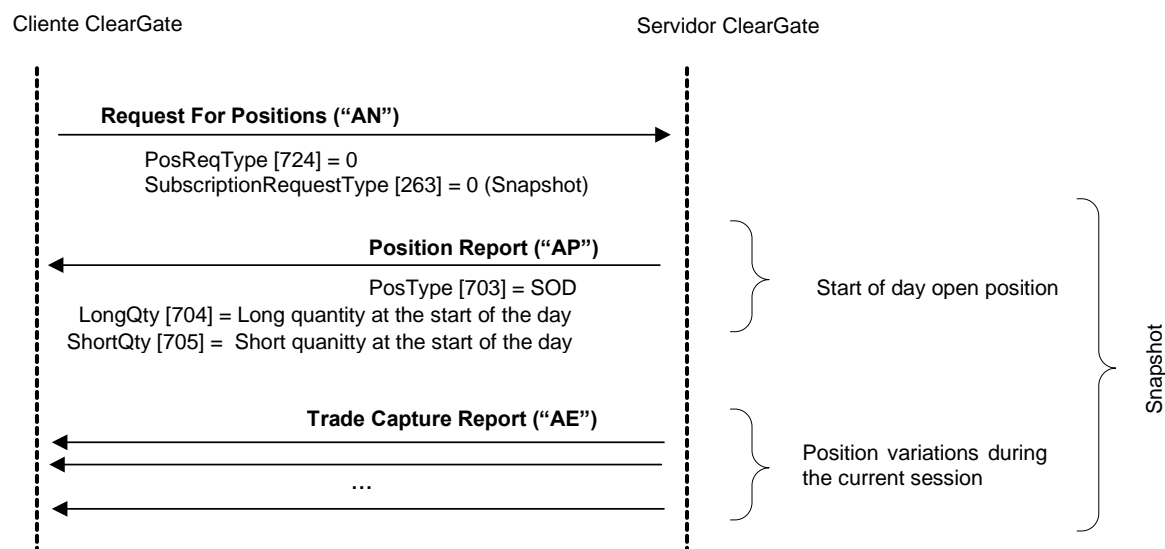 Cliente ClearGate
Servidor ClearGate
Request For Positions (“AN”)
PosReqType [724] = 0
SubscriptionRequestType [263] = 0 (Snapshot)
Position Report (“AP”)
PosType [703] = SOD
LongQty [704] = Long quantity at the start of the day
ShortQty [705] = Short quanitty at the start of the day
Start of day open position
Snapshot
Trade Capture Report (“AE”)
...
Position variations during
the current session